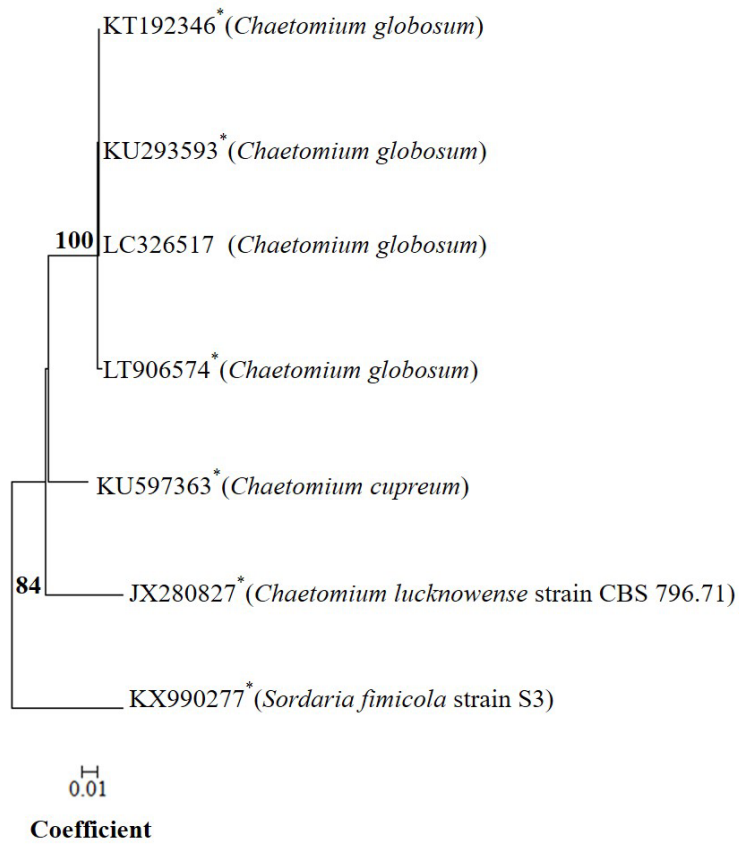 KT192346*(Chaetomium globosum)
KU293593*(Chaetomium globosum)
100 LC326517 (Chaetomium globosum)
LT906574*(Chaetomium globosum)
KU597363*(Chaetomium cupreum)
84 JX280827*(Chaetomium lucknowense strain CBS 796.71)
KX990277*(Sordaria fimicola strain S3)
0.01
Coefficient